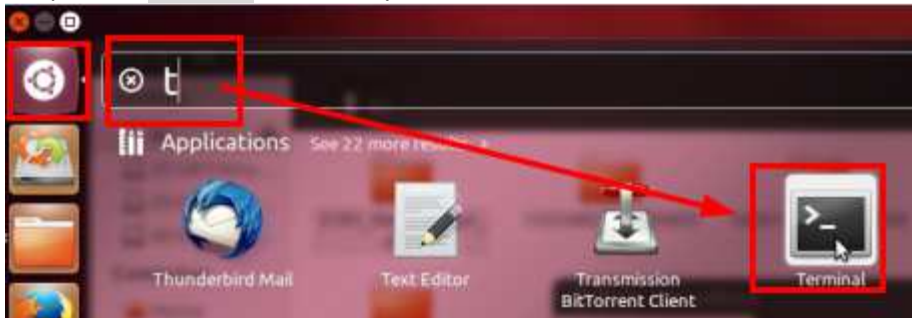 t
Applications See 22 more results
Thunderbird Mail
Text Editor
Transmission
BitTorrent Client
Terminal